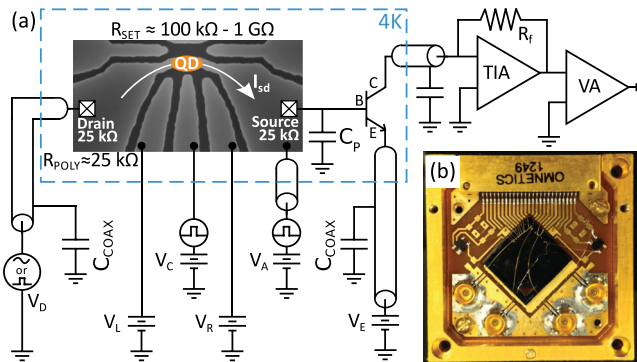 (a)
R_SET ≈ 100 kΩ - 1 GΩ
4K
QD
I_sd
Drain
25 kΩ
Source
25 kΩ
R_POLY≈25 kΩ
C
B
E
C_P
R_f
TIA
VA
C_COAX
C_COAX
or
V_D
V_C
V_A
V_L
V_R
V_E
(b)
OMNETICS
1249